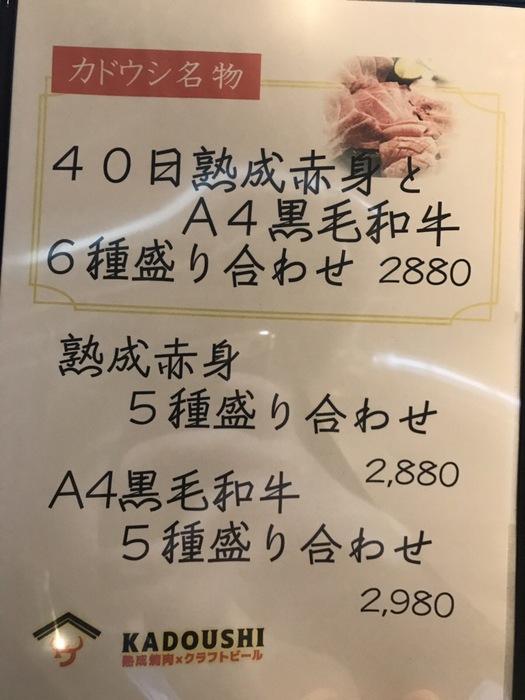 カドウシ名物
40日熟成赤身と
A4黒毛和牛
6種盛り合わせ 2880
熟成赤身
5種盛り合わせ
2,880
A4黒毛和牛
5種盛り合わせ
2,980
KADOUSHI
熟成焼肉×クラフトビール